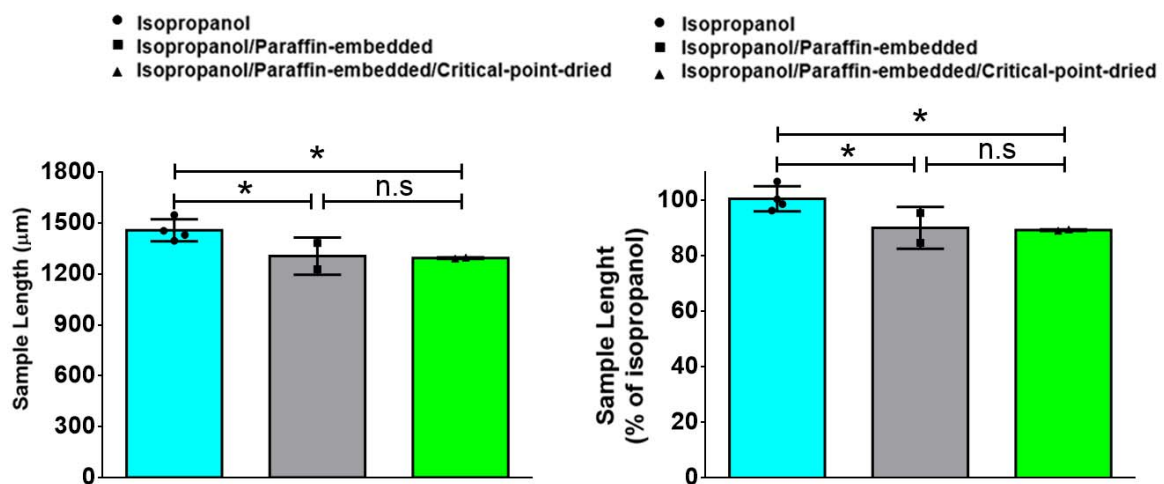 Isopropanol
Isopropanol/Paraffin-embedded
Isopropanol/Paraffin-embedded/Critical-point-dried
*
*
n.s
1800
1500
1200
900
600
300
0
Sample Length (μm)
Isopropanol
Isopropanol/Paraffin-embedded
Isopropanol/Paraffin-embedded/Critical-point-dried
*
*
n.s
100
80
60
40
20
0
Sample Lenght
(% of isopropanol)